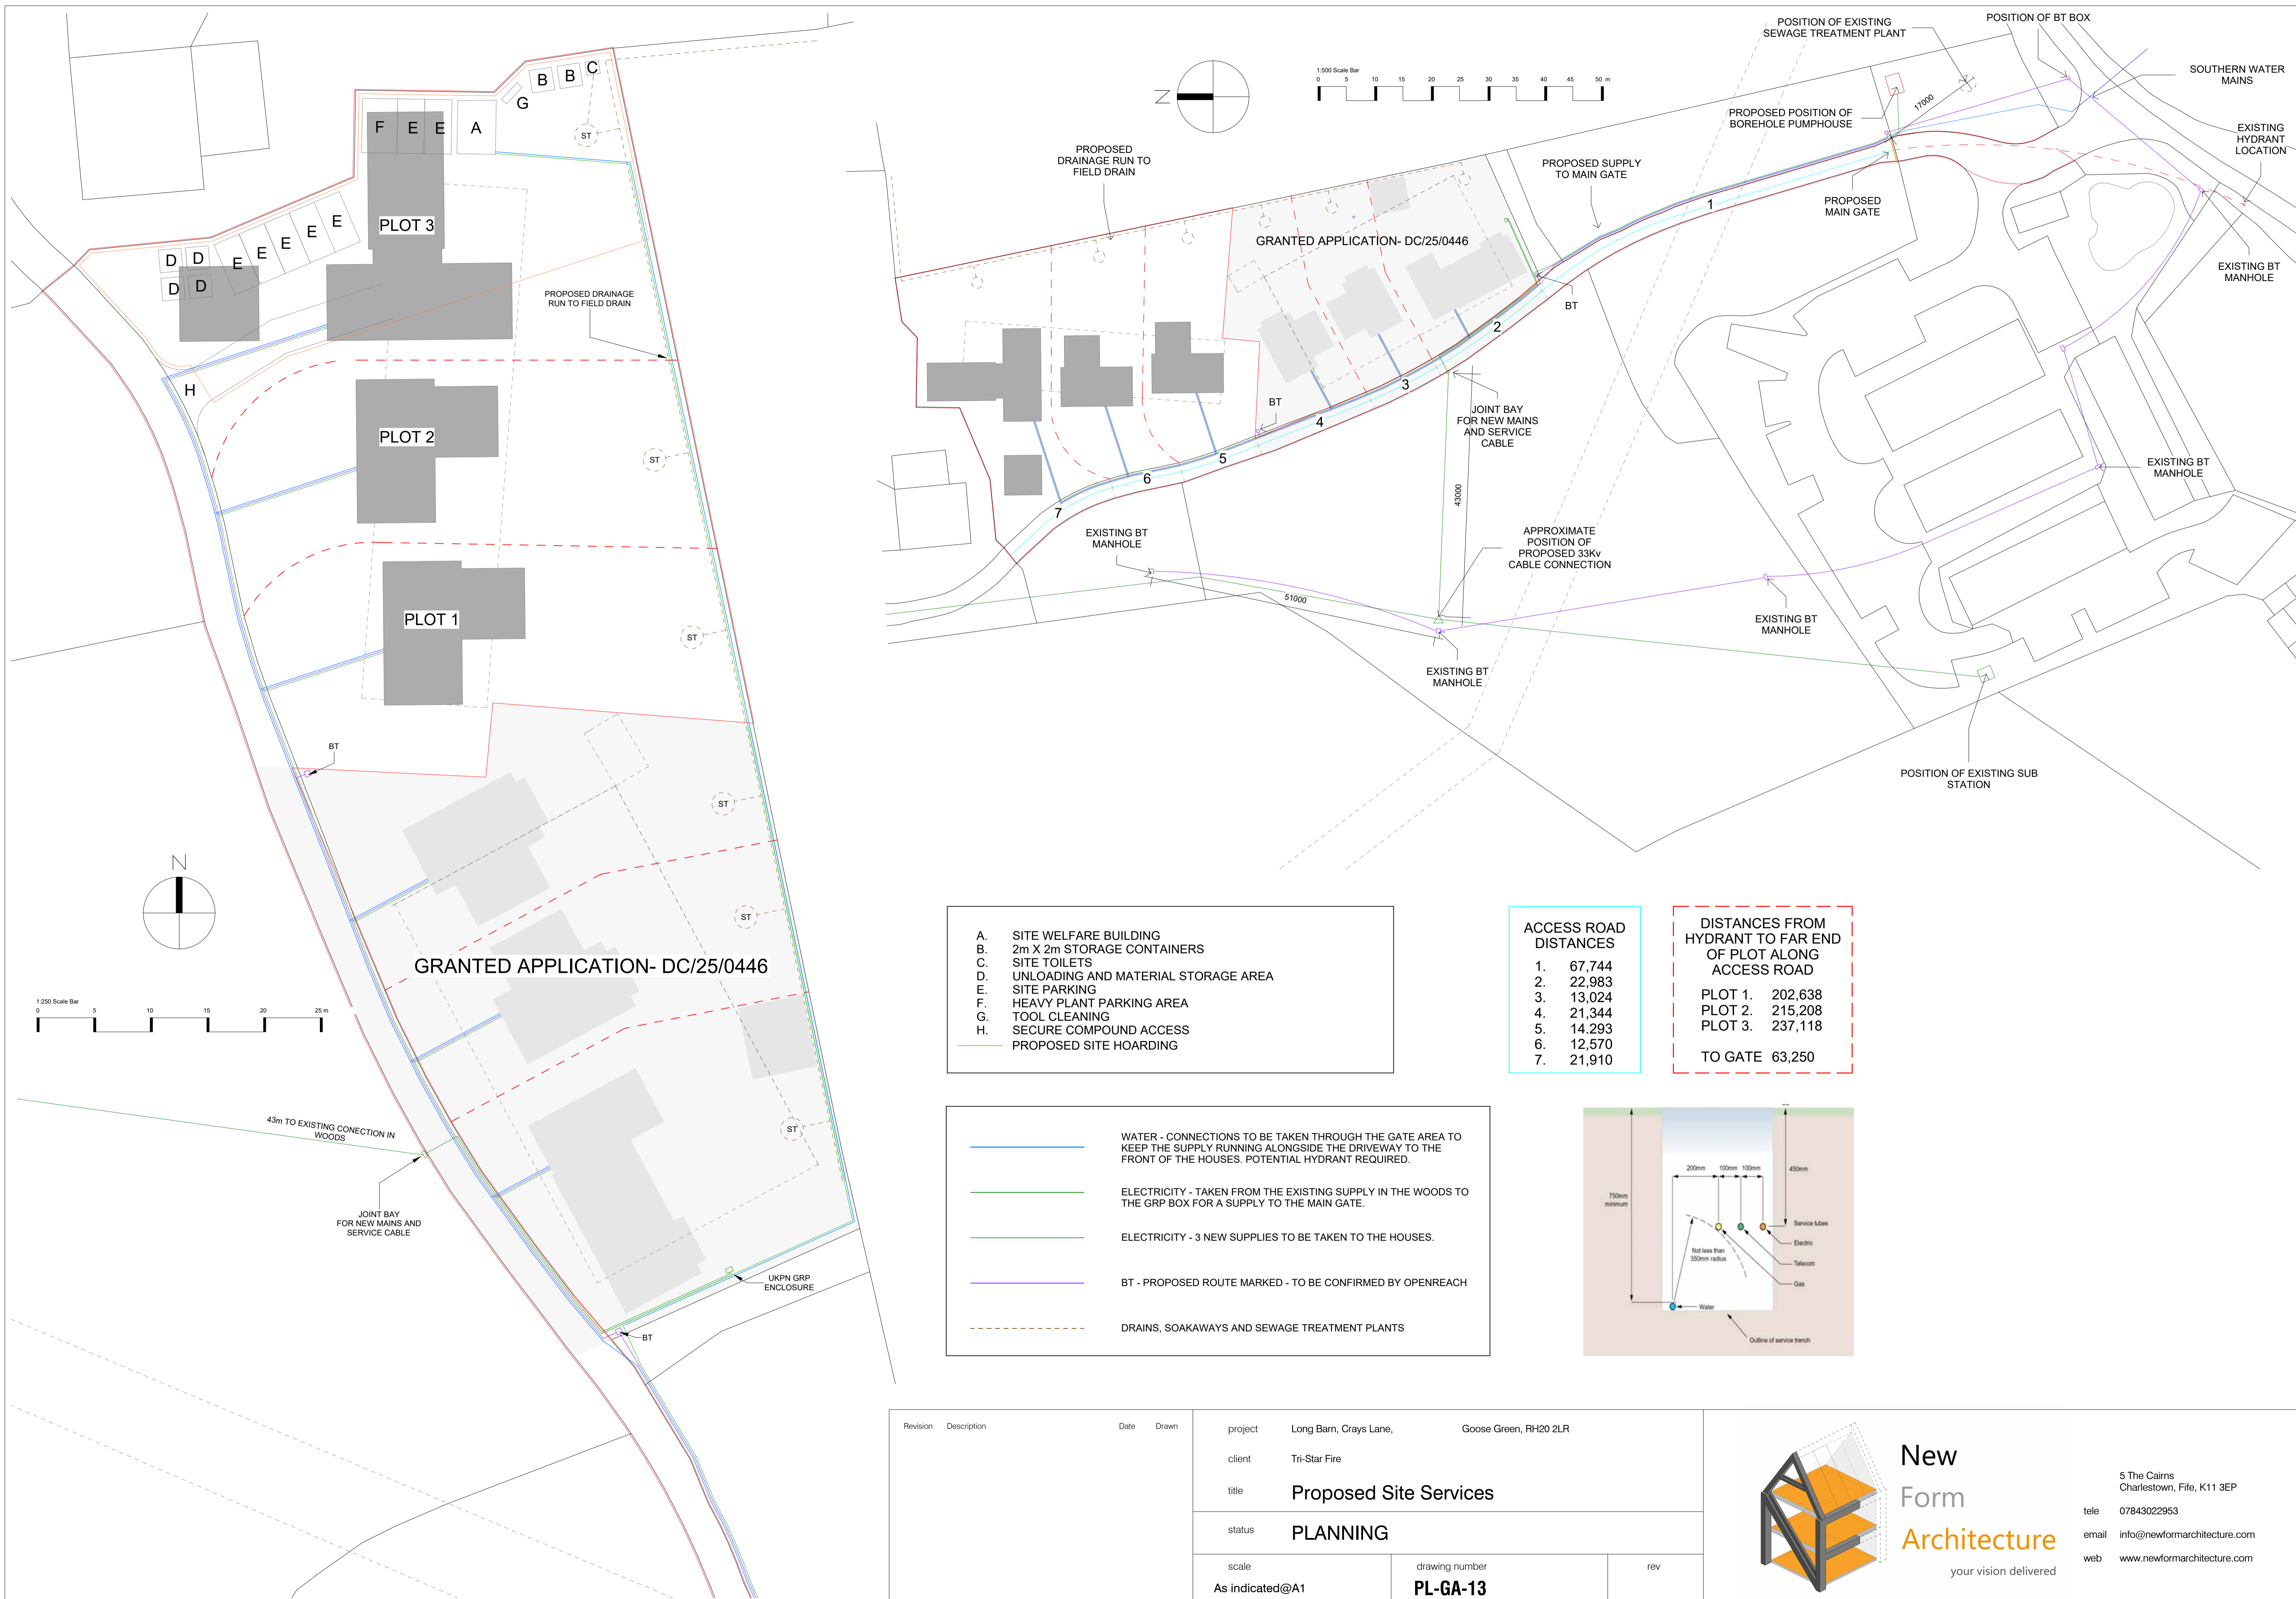 B
B
C
G
F
E
E
A
ST
PLOT 3
E
E
E
E
E
D
D
D
D
PROPOSED DRAINAGE
RUN TO FIELD DRAIN
H
PLOT 2
ST
PLOT 1
ST
BT
ST
N
ST
GRANTED APPLICATION- DC/25/0446
1:250 Scale Bar
0 5 10 15 20 25 m
43m TO EXISTING CONECTION IN
WOODS
ST
JOINT BAY
FOR NEW MAINS AND
SERVICE CABLE
UKPN GRP
ENCLOSURE
BT
N
1:500 Scale Bar
0 5 10 15 20 25 30 35 40 45 50 m
POSITION OF EXISTING
SEWAGE TREATMENT PLANT
POSITION OF BT BOX
SOUTHERN WATER
MAINS
17000
PROPOSED POSITION OF
BOREHOLE PUMPHOUSE
EXISTING
HYDRANT
LOCATION
PROPOSED
DRAINAGE RUN TO
FIELD DRAIN
PROPOSED SUPPLY
TO MAIN GATE
PROPOSED
MAIN GATE
1
GRANTED APPLICATION- DC/25/0446
EXISTING BT
MANHOLE
BT
2
3
BT
4
JOINT BAY
FOR NEW MAINS
AND SERVICE
CABLE
5
6
7
43000
EXISTING BT
MANHOLE
EXISTING BT
MANHOLE
APPROXIMATE
POSITION OF
PROPOSED 33Kv
CABLE CONNECTION
51000
EXISTING BT
MANHOLE
EXISTING BT
MANHOLE
POSITION OF EXISTING SUB
STATION
A. SITE WELFARE BUILDING
B. 2m X 2m STORAGE CONTAINERS
C. SITE TOILETS
D. UNLOADING AND MATERIAL STORAGE AREA
E. SITE PARKING
F. HEAVY PLANT PARKING AREA
G. TOOL CLEANING
H. SECURE COMPOUND ACCESS
PROPOSED SITE HOARDING
ACCESS ROAD
DISTANCES
1. 67,744
2. 22,983
3. 13,024
4. 21,344
5. 14.293
6. 12,570
7. 21,910
DISTANCES FROM
HYDRANT TO FAR END
OF PLOT ALONG
ACCESS ROAD
PLOT 1. 202,638
PLOT 2. 215,208
PLOT 3. 237,118
TO GATE 63,250
WATER - CONNECTIONS TO BE TAKEN THROUGH THE GATE AREA TO
KEEP THE SUPPLY RUNNING ALONGSIDE THE DRIVEWAY TO THE
FRONT OF THE HOUSES. POTENTIAL HYDRANT REQUIRED.
ELECTRICITY - TAKEN FROM THE EXISTING SUPPLY IN THE WOODS TO
THE GRP BOX FOR A SUPPLY TO THE MAIN GATE.
ELECTRICITY - 3 NEW SUPPLIES TO BE TAKEN TO THE HOUSES.
BT - PROPOSED ROUTE MARKED - TO BE CONFIRMED BY OPENREACH
DRAINS, SOAKAWAYS AND SEWAGE TREATMENT PLANTS
200mm 100mm 100mm 450mm
750mm
minimum
Service tubes
Electric
Not less than
350mm radius
Telecom
Gas
Water
Outline of service trench
Revision Description Date Drawn
project Long Barn, Crays Lane, Goose Green, RH20 2LR
client Tri-Star Fire
title Proposed Site Services
status PLANNING
scale drawing number rev
As indicated@A1 PL-GA-13
New
Form
Architecture
your vision delivered
5 The Cairns
Charlestown, Fife, K11 3EP
tele 07843022953
email info@newformarchitecture.com
web www.newformarchitecture.com